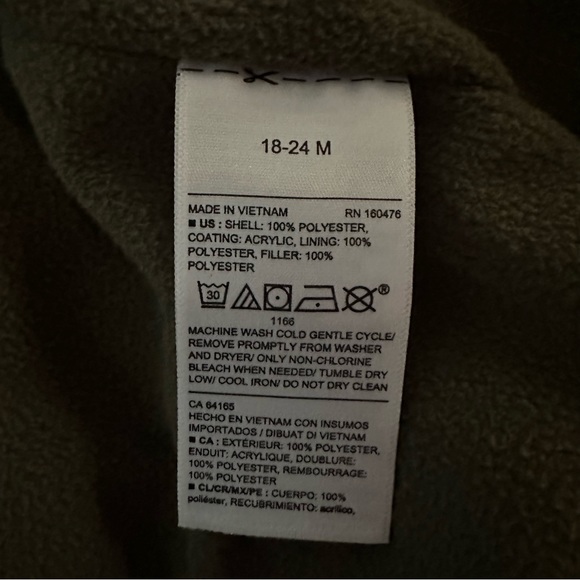 18-24 M
MADE IN VIETNAM RN 160476
■ US : SHELL: 100% POLYESTER,
COATING: ACRYLIC, LINING: 100%
POLYESTER, FILLER: 100%
POLYESTER
30 ®
1166
MACHINE WASH COLD GENTLE CYCLE/
REMOVE PROMPTLY FROM WASHER
AND DRYER/ ONLY NON-CHLORINE
BLEACH WHEN NEEDED/ TUMBLE DRY
LOW/ COOL IRON/ DO NOT DRY CLEAN
CA 64165
HECHO EN VIETNAM CON INSUMOS
IMPORTADOS / DIBUAT DI VIETNAM
■ CA : EXTÉRIEUR: 100% POLYESTER,
ENDUIT: ACRYLIQUE, DOUBLURE:
100% POLYESTER, REMBOURRAGE:
100% POLYESTER
■ CL/CR/MX/PE : CUERPO: 100%
poliéster, RECUBRIMIENTO: acrílico,